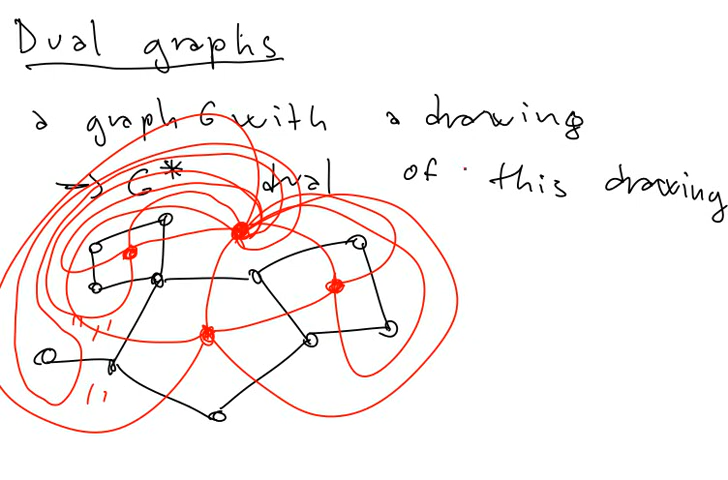 Dual graphs
a graph G with a drawing
→ G* dual of this drawing